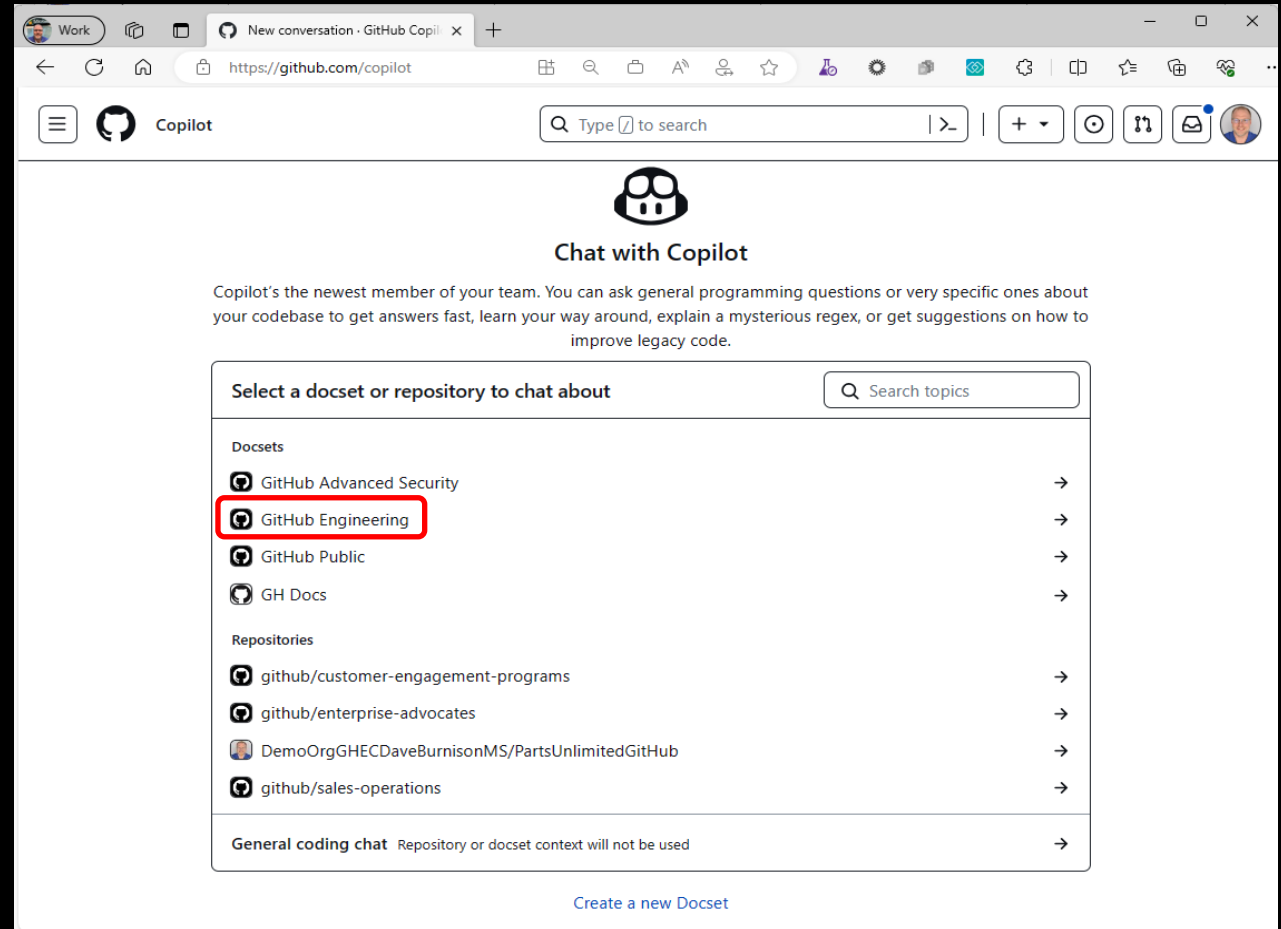 Work
New conversation · GitHub Copil
https://github.com/copilot
Copilot
Type / to search
Chat with Copilot
Copilot's the newest member of your team. You can ask general programming questions or very specific ones about
your codebase to get answers fast, learn your way around, explain a mysterious regex, or get suggestions on how to
improve legacy code.
Select a docset or repository to chat about
Search topics
Docsets
GitHub Advanced Security
GitHub Engineering
GitHub Public
GH Docs
Repositories
github/customer-engagement-programs
github/enterprise-advocates
DemoOrgGHECDaveBurnisonMS/PartsUnlimitedGitHub
github/sales-operations
General coding chat Repository or docset context will not be used
Create a new Docset